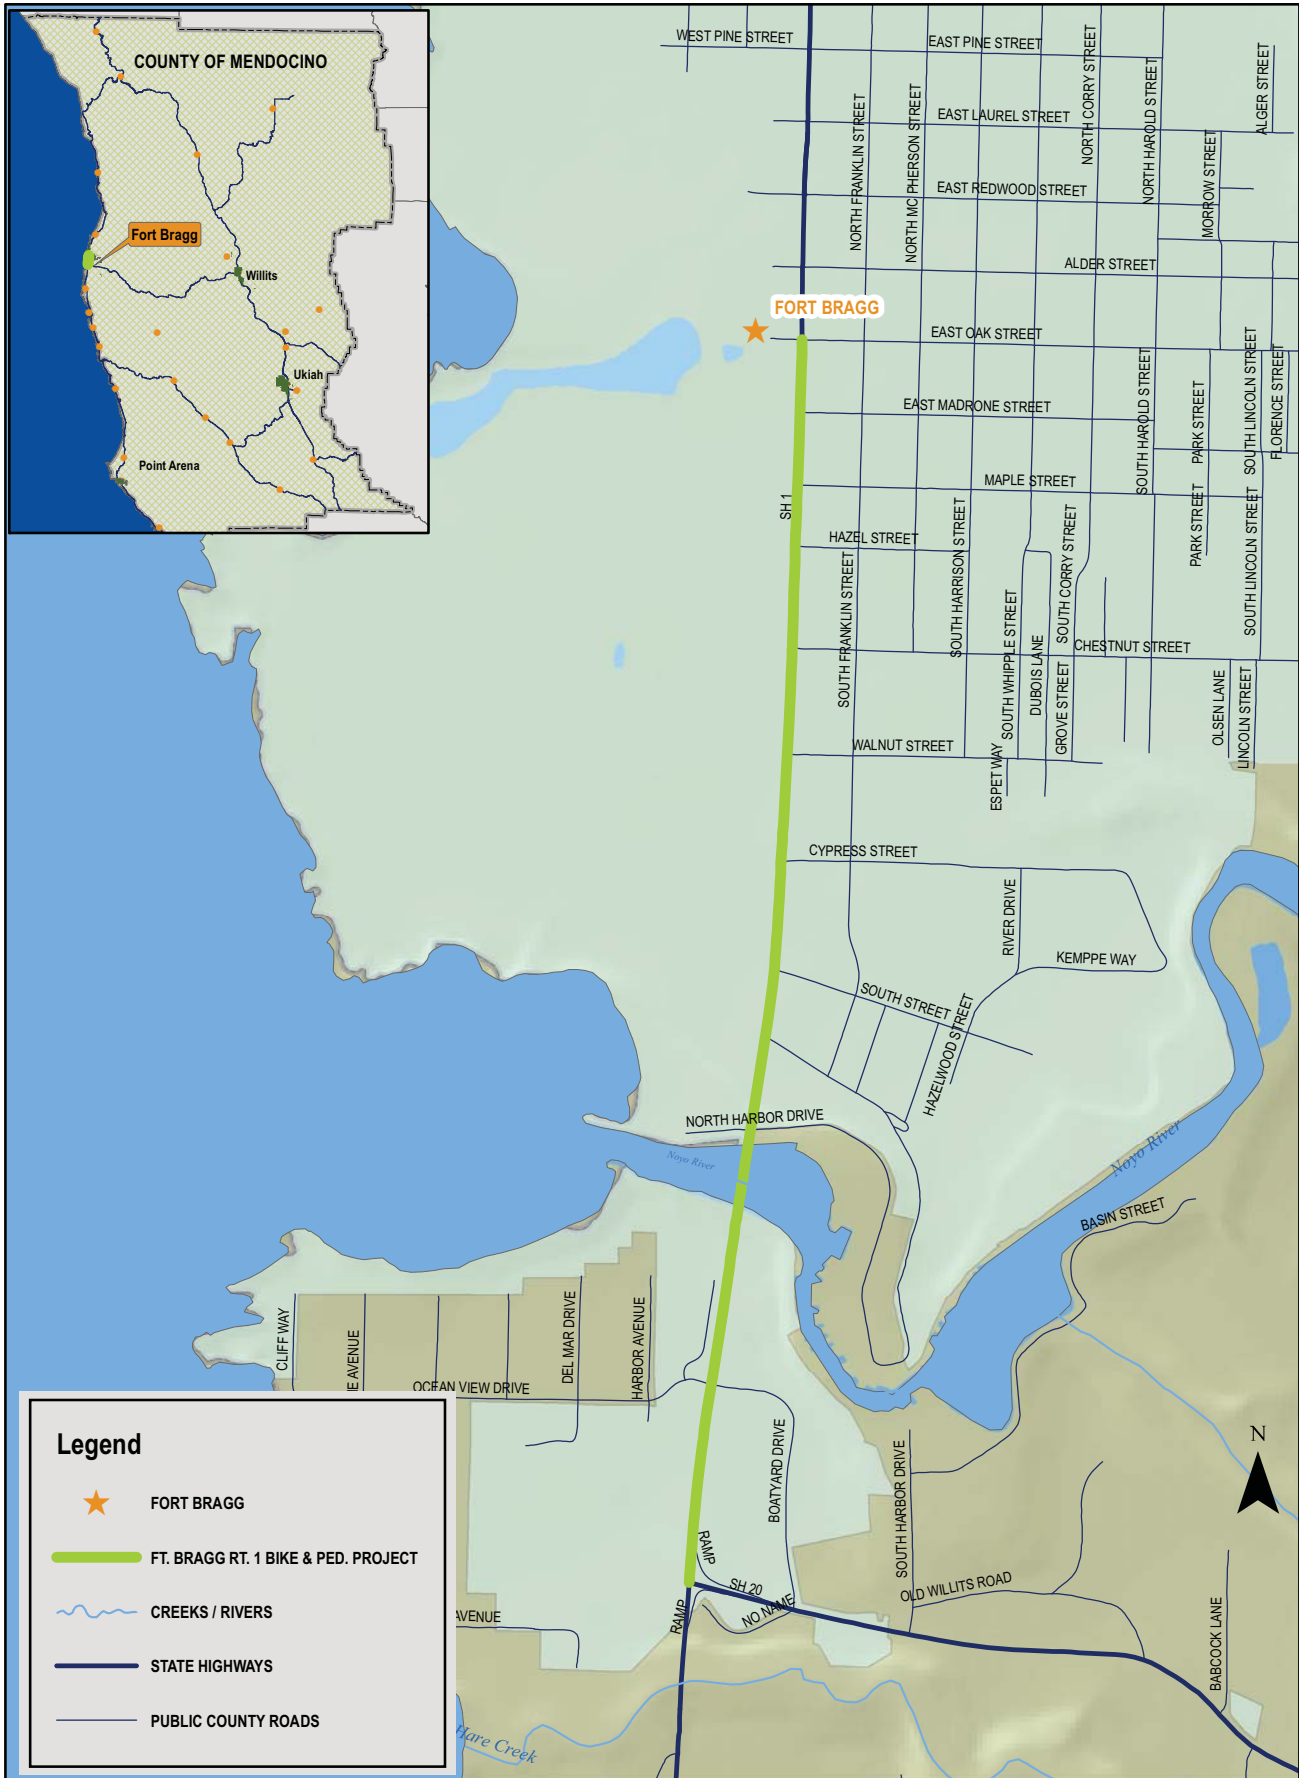 COUNTY OF MENDOCINO
Fort Bragg
Willits
Ukiah
Point Arena
WEST PINE STREET
EAST PINE STREET
NORTH CORRY STREET
NORTH HAROLD STREET
ALGER STREET
EAST LAUREL STREET
NORTH FRANKLIN STREET
NORTH MC PHERSON STREET
MORROW STREET
EAST REDWOOD STREET
ALDER STREET
FORT BRAGG
EAST OAK STREET
SOUTH HAROLD STREET
PARK STREET
SOUTH LINCOLN STREET
FLORENCE STREET
EAST MADRONE STREET
MAPLE STREET
SH 1
HAZEL STREET
SOUTH HARRISON STREET
SOUTH CORRY STREET
PARK STREET
SOUTH LINCOLN STREET
SOUTH FRANKLIN STREET
SOUTH WHIPPLE STREET
DUBOIS LANE
GROVE STREET
CHESTNUT STREET
OLSEN LANE
LINCOLN STREET
WALNUT STREET
ESPET WAY
CYPRESS STREET
RIVER DRIVE
KEMPPE WAY
SOUTH STREET
HAZELWOOD STREET
NORTH HARBOR DRIVE
Noyo River
Noyo River
BASIN STREET
CLIFF WAY
IE AVENUE
DEL MAR DRIVE
HARBOR AVENUE
OCEAN VIEW DRIVE
BOATYARD DRIVE
SOUTH HARBOR DRIVE
N
RAMP
SH 20
NO NAME
RAMP
OLD WILLITS ROAD
BABCOCK LANE
AVENUE
Hare Creek
Legend
FORT BRAGG
FT. BRAGG RT. 1 BIKE & PED. PROJECT
CREEKS / RIVERS
STATE HIGHWAYS
PUBLIC COUNTY ROADS